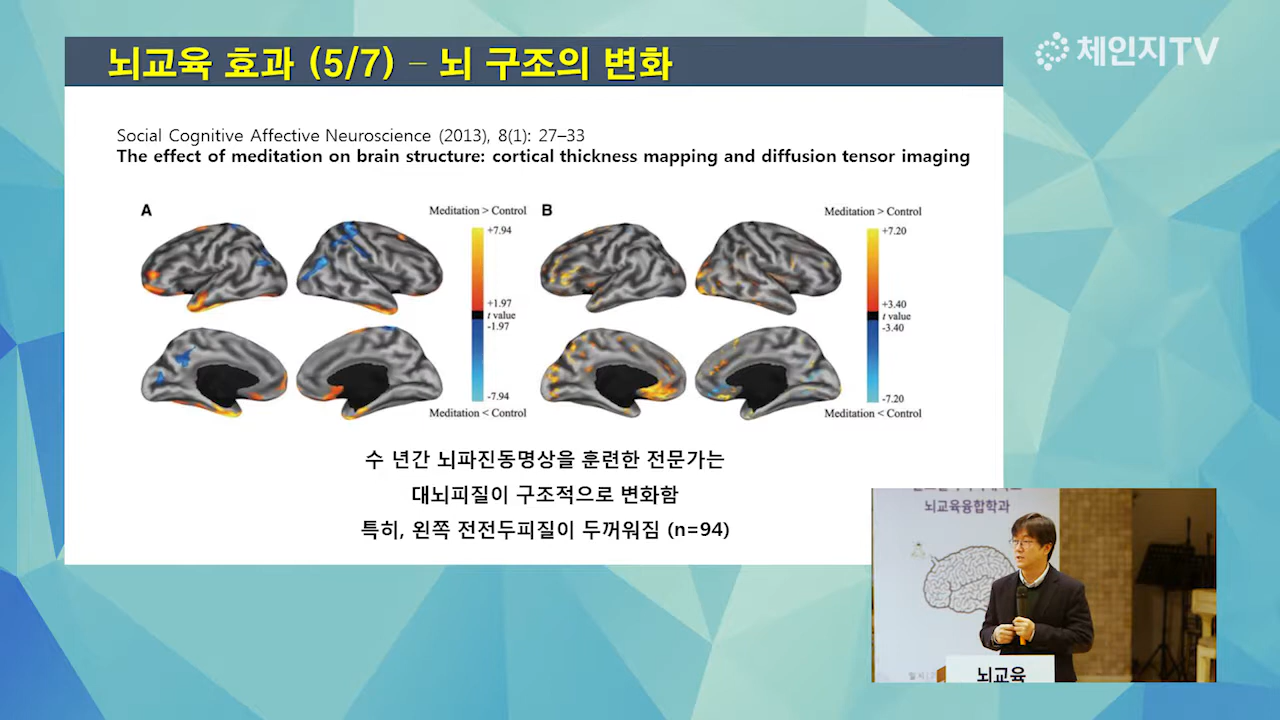 뇌교육 효과 (5/7) – 뇌 구조의 변화
체인지TV
Social Cognitive Affective Neuroscience (2013), 8(1): 27–33
The effect of meditation on brain structure: cortical thickness mapping and diffusion tensor imaging
A
Meditation > Control
+7.94
+1.97
t value
-1.97
-7.94
Meditation < Control
B
Meditation > Control
+7.20
+3.40
t value
-3.40
-7.20
Meditation < Control
수 년간 뇌파진동명상을 훈련한 전문가는
대뇌피질이 구조적으로 변화함
특히, 왼쪽 전전두피질이 두꺼워짐 (n=94)
뇌교육융합학과
뇌교육